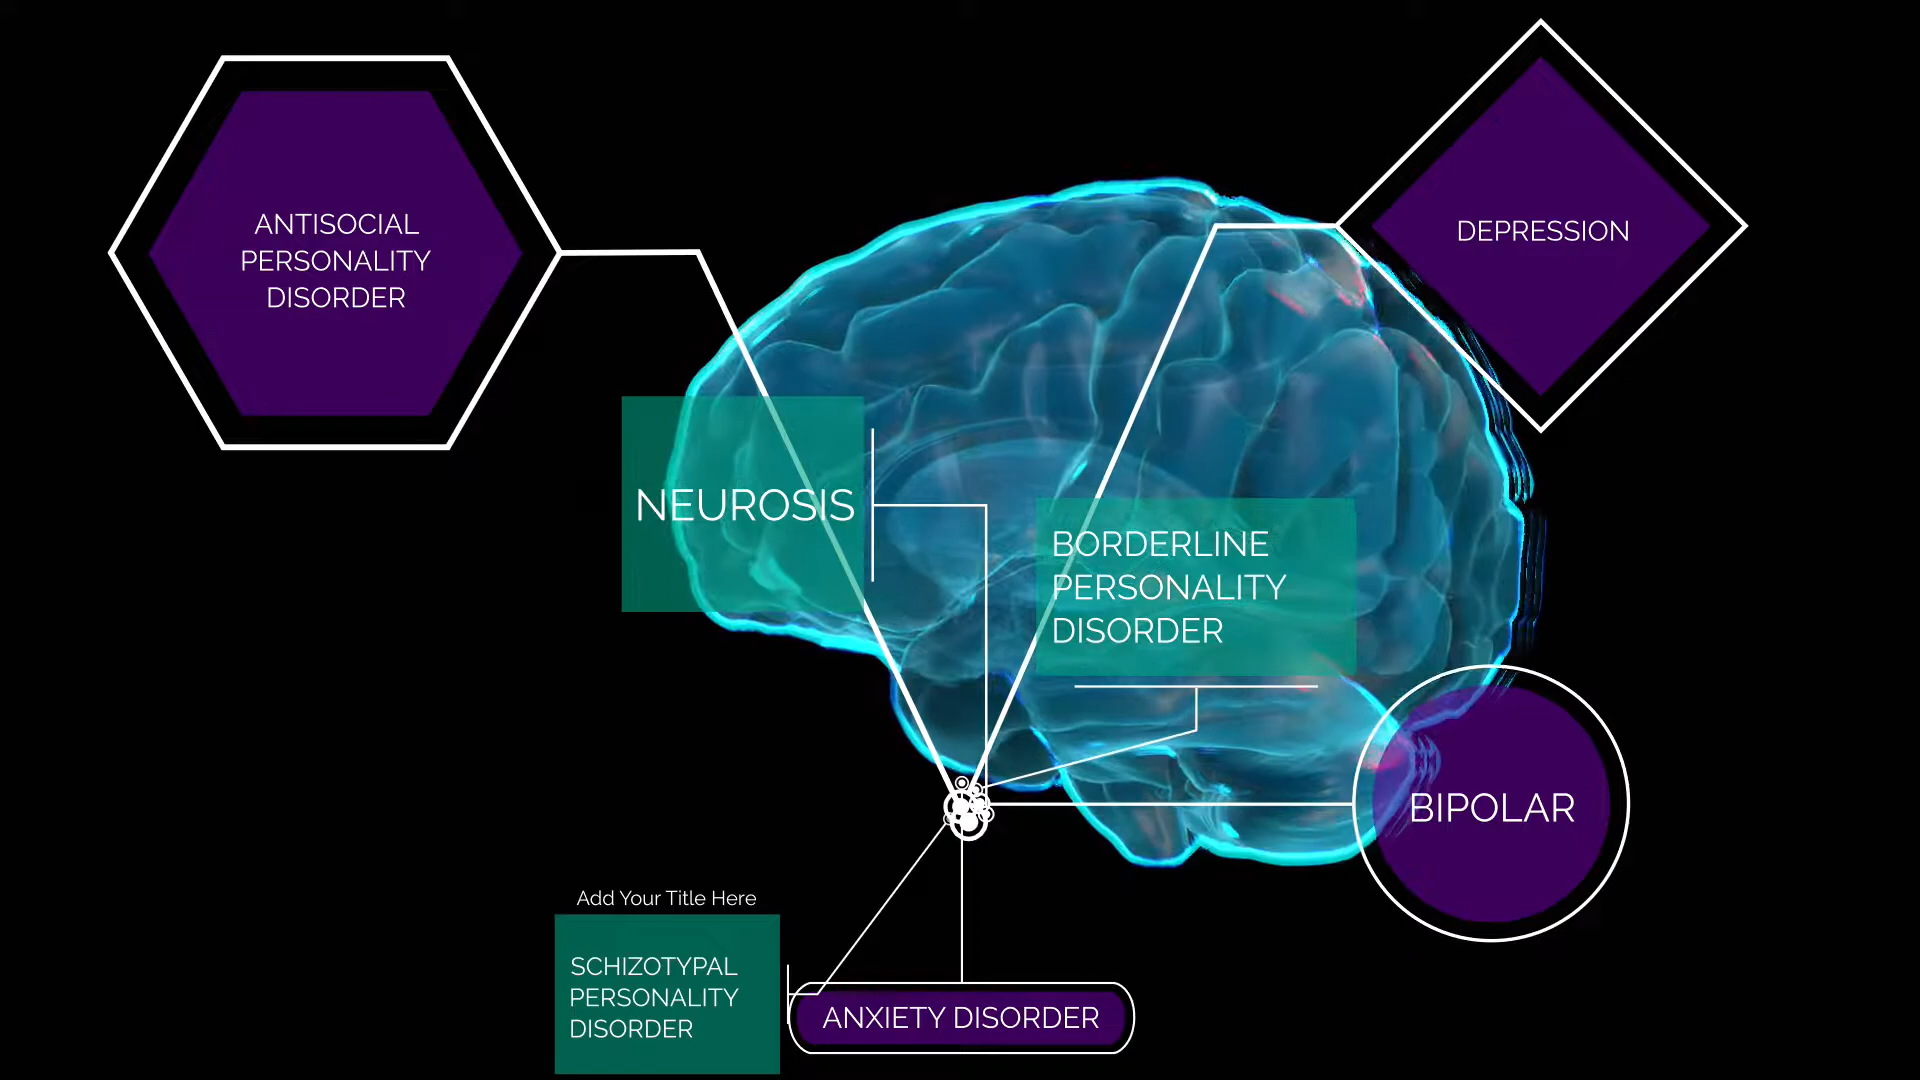 ANTISOCIAL
PERSONALITY
DISORDER
DEPRESSION
NEUROSIS
BORDERLINE
PERSONALITY
DISORDER
BIPOLAR
Add Your Title Here
SCHIZOTYPAL
PERSONALITY
DISORDER
ANXIETY DISORDER